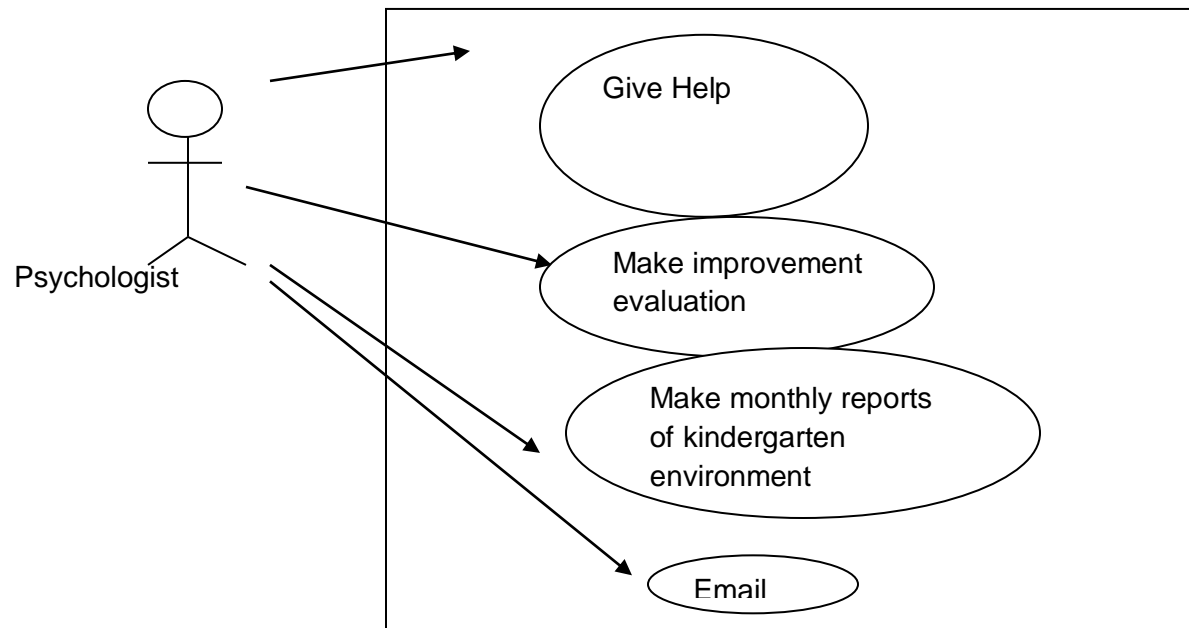 Give Help
Psychologist
Make improvement
evaluation
Make monthly reports
of kindergarten
environment
Email